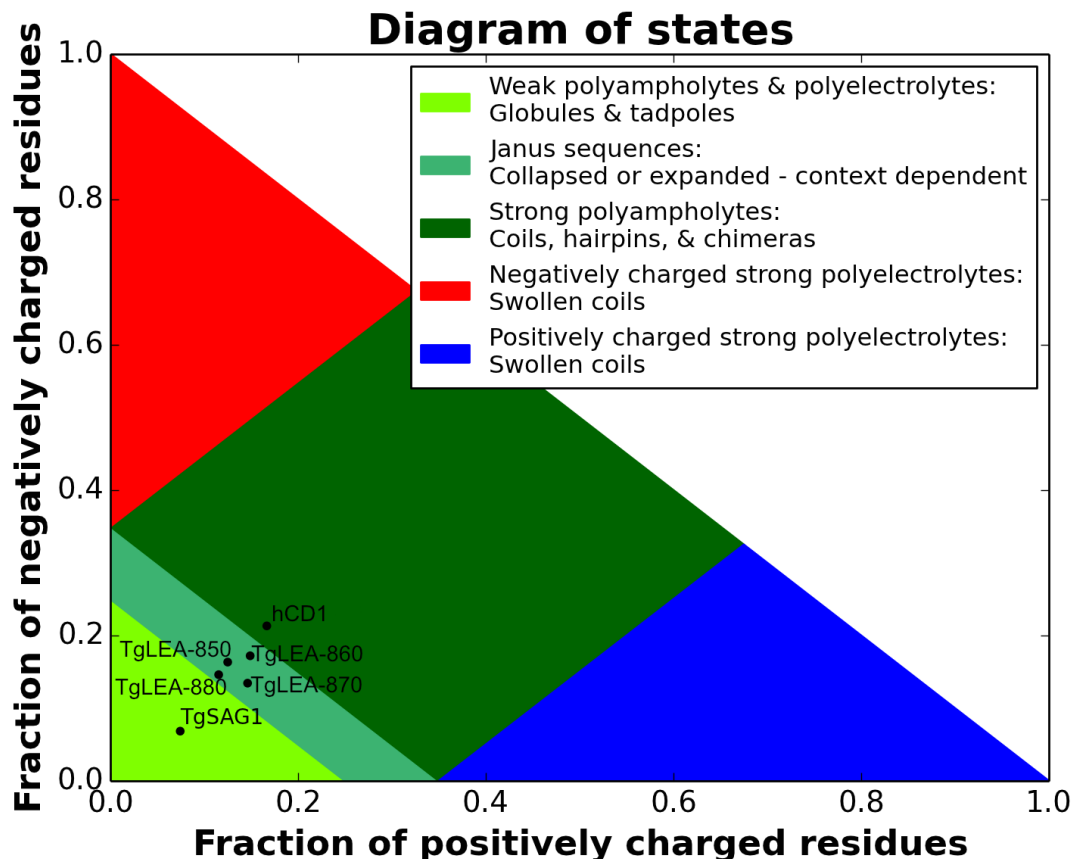 Diagram of states
Fraction of negatively charged residues
1.0
0.8
0.6
0.4
0.2
0.0
Weak polyampholytes & polyelectrolytes:
Globules & tadpoles
Janus sequences:
Collapsed or expanded - context dependent
Strong polyampholytes:
Coils, hairpins, & chimeras
Negatively charged strong polyelectrolytes:
Swollen coils
Positively charged strong polyelectrolytes:
Swollen coils
hCD1
TgLEA-850
TgLEA-860
TgLEA-880
TgLEA-870
TgSAG1
0.0
0.2
0.4
0.6
0.8
1.0
Fraction of positively charged residues